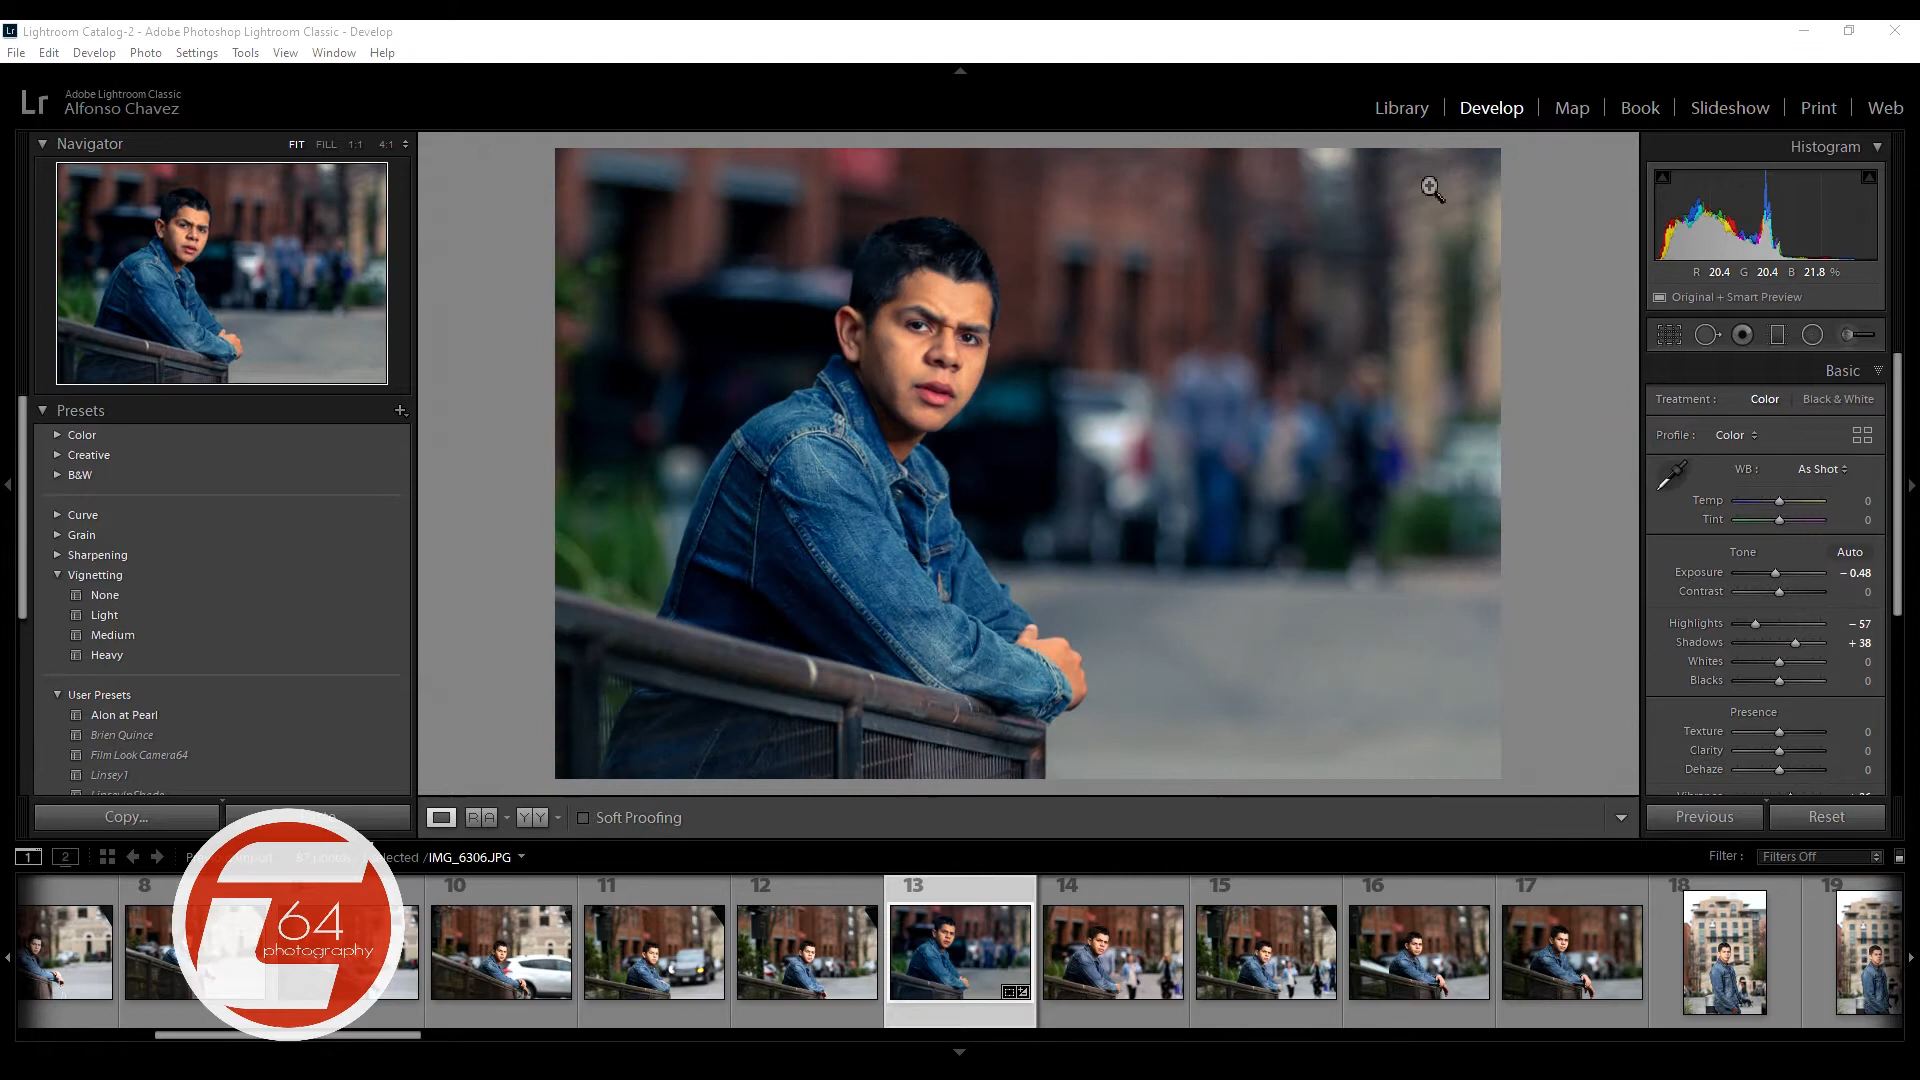 Lr Lightroom Catalog-2 - Adobe Photoshop Lightroom Classic - Develop
File Edit Develop Photo Settings Tools View Window Help
Lr Adobe Lightroom Classic
Alfonso Chavez
Library | Develop | Map | Book | Slideshow | Print | Web
Navigator FIT FILL 1:1 4:1
Presets +
Color
Creative
B&W
Curve
Grain
Sharpening
Vignetting
None
Light
Medium
Heavy
User Presets
Alon at Pearl
Brien Quince
Film Look Camera64
Linsey1
Copy...
Histogram
R 20.4 G 20.4 B 21.8 %
Original + Smart Preview
Basic
Treatment : Color Black & White
Profile : Color
WB : As Shot
Temp 0
Tint 0
Tone Auto
Exposure - 0.48
Contrast 0
Highlights - 57
Shadows + 38
Whites 0
Blacks 0
Presence
Texture 0
Clarity 0
Dehaze 0
Previous Reset
R A Y Y Soft Proofing
1 2 /IMG_6306.JPG
Filter : Filters Off
8 10 11 12 13 14 15 16 17 18 19
64
photography